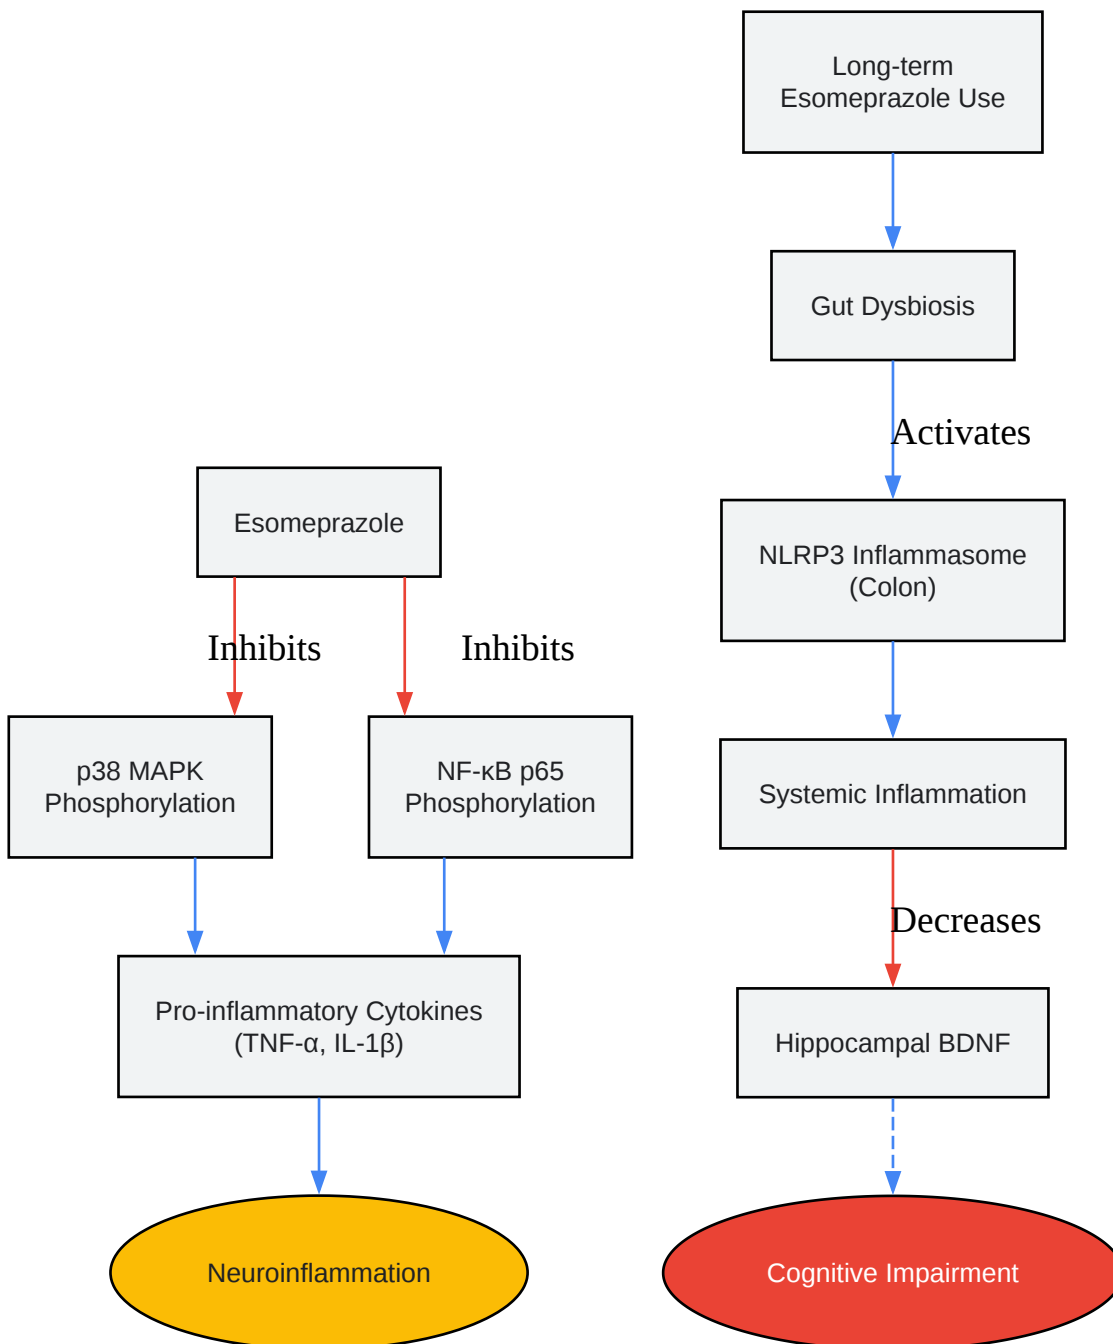 Long-term
Esomeprazole Use
Gut Dysbiosis
Activates
NLRP3 Inflammasome
(Colon)
Systemic Inflammation
Decreases
Hippocampal BDNF
Cognitive Impairment
Esomeprazole
Inhibits
Inhibits
p38 MAPK
Phosphorylation
NF-κB p65
Phosphorylation
Pro-inflammatory Cytokines
(TNF-α, IL-1β)
Neuroinflammation